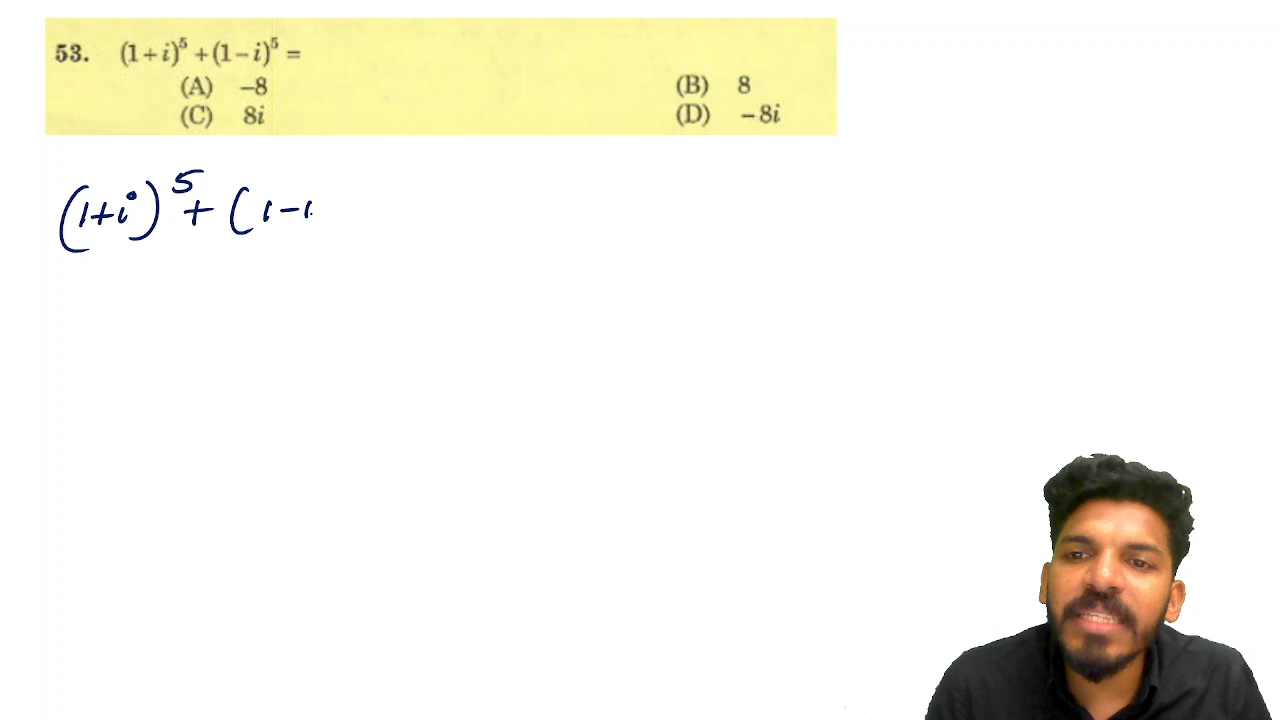 53. (1+i)⁵ + (1−i)⁵ =
(A) –8 (B) 8
(C) 8i (D) –8i
(1+i)⁵ + (1−